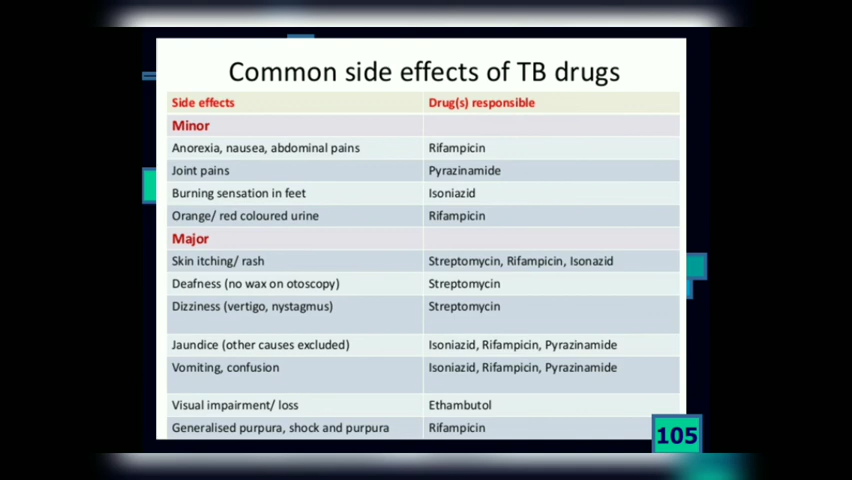 Common side effects of TB drugs
Side effects Drug(s) responsible
Minor
Anorexia, nausea, abdominal pains Rifampicin
Joint pains Pyrazinamide
Burning sensation in feet Isoniazid
Orange/ red coloured urine Rifampicin
Major
Skin itching/ rash Streptomycin, Rifampicin, Isonazid
Deafness (no wax on otoscopy) Streptomycin
Dizziness (vertigo, nystagmus) Streptomycin
Jaundice (other causes excluded) Isoniazid, Rifampicin, Pyrazinamide
Vomiting, confusion Isoniazid, Rifampicin, Pyrazinamide
Visual impairment/ loss Ethambutol
Generalised purpura, shock and purpura Rifampicin
105